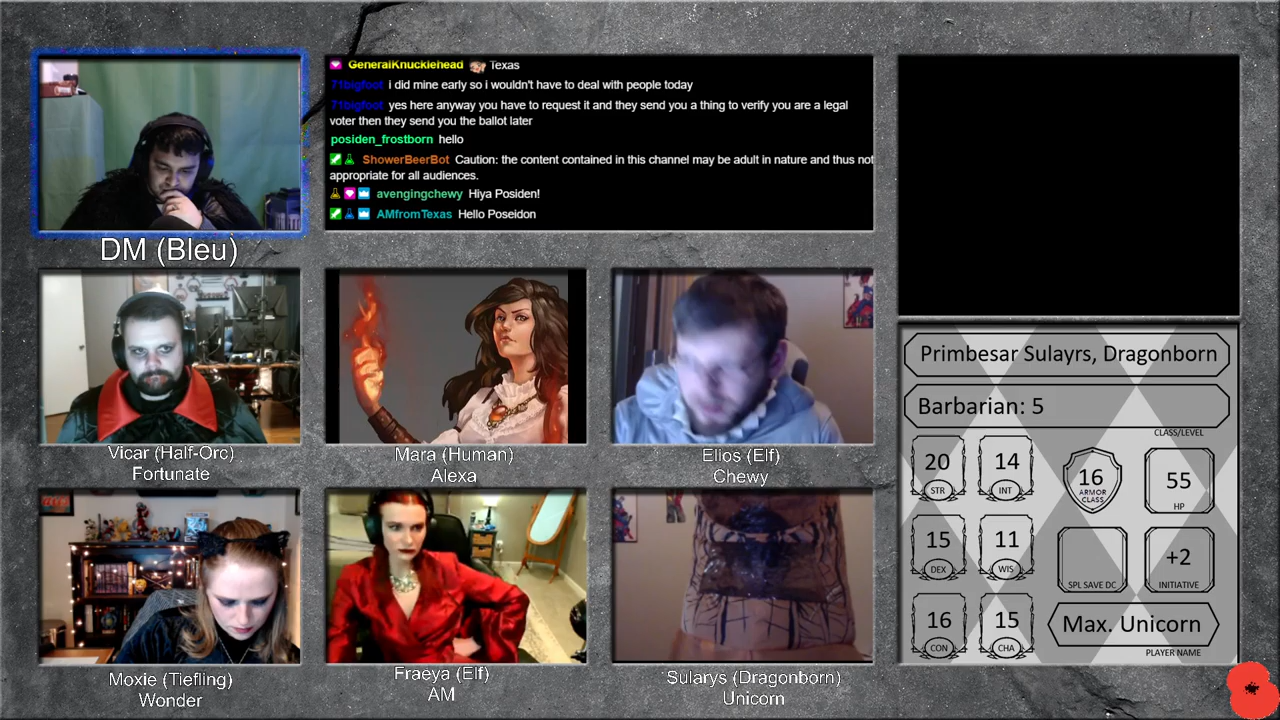 GeneralKnucklehead Texas
71bigfoot i did mine early so i wouldn't have to deal with people today
71bigfoot yes here anyway you have to request it and they send you a thing to verify you are a legal
voter then they send you the ballot later
posiden_frostborn hello
ShowerBeerBot Caution: the content contained in this channel may be adult in nature and thus not
appropriate for all audiences.
avengingchewy Hiya Posiden!
AMfromTexas Hello Poseidon
DM (Bleu)
Vicar (Half-Orc)
Fortunate
Mara (Human)
Alexa
Elios (Elf)
Chewy
Moxie (Tiefling)
Wonder
Fraeya (Elf)
AM
Sularys (Dragonborn)
Unicorn
Primbesar Sulayrs, Dragonborn
Barbarian: 5
CLASS/LEVEL
20
STR
14
INT
16
ARMOR
CLASS
55
HP
15
DEX
11
WIS
SPL SAVE DC
+2
INITIATIVE
16
CON
15
CHA
Max. Unicorn
PLAYER NAME